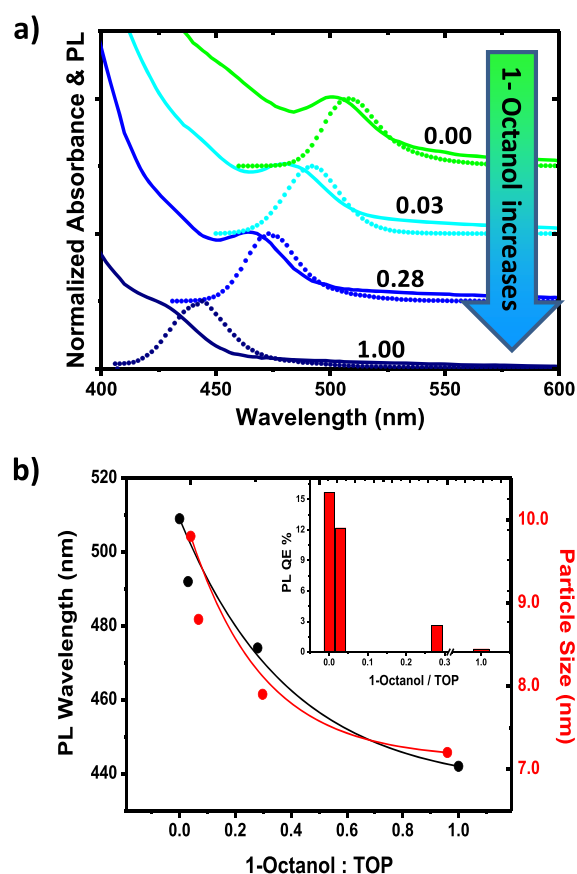 a)
Normalized Absorbance & PL
0.00
0.03
0.28
1.00
1- Octanol increases
400 450 500 550 600
Wavelength (nm)
b)
520
500
480
460
440
PL Wavelength (nm)
15
12
9
6
3
0
PL QE %
0.0 0.1 0.2 0.3 1.0
1-Octanol / TOP
10.0
9.0
8.0
7.0
Particle Size (nm)
0.0 0.2 0.4 0.6 0.8 1.0
1-Octanol : TOP